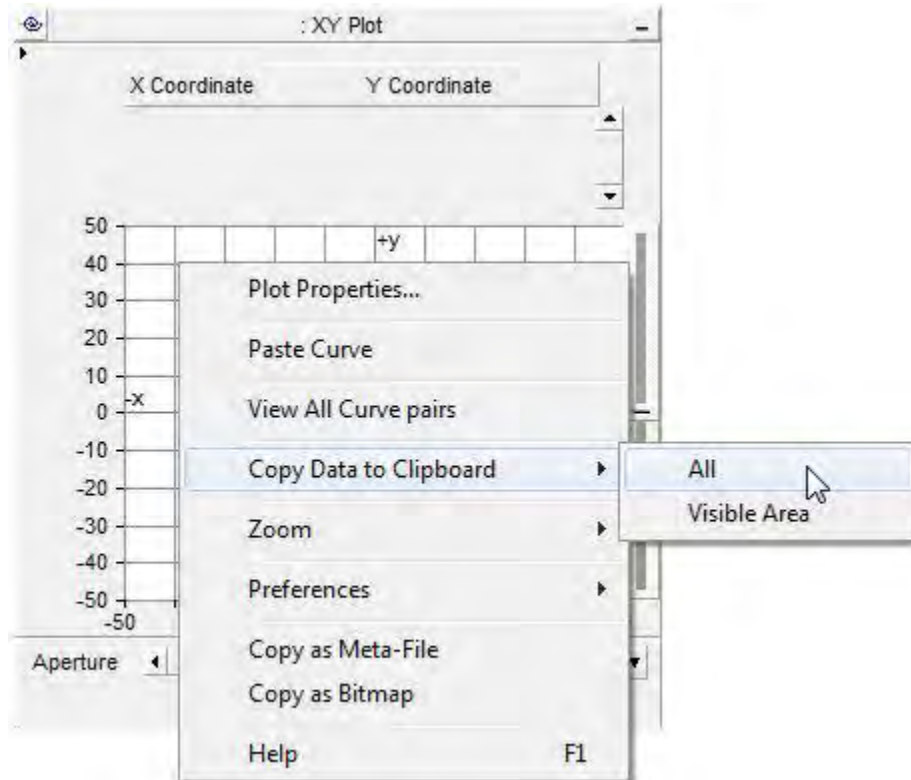 : XY Plot
X Coordinate Y Coordinate
50
+y
40
30
20
10
-x
0
-10
-20
-30
-40
-50
-50
Aperture
Plot Properties...
Paste Curve
View All Curve pairs
Copy Data to Clipboard
All
Visible Area
Zoom
Preferences
Copy as Meta-File
Copy as Bitmap
Help F1